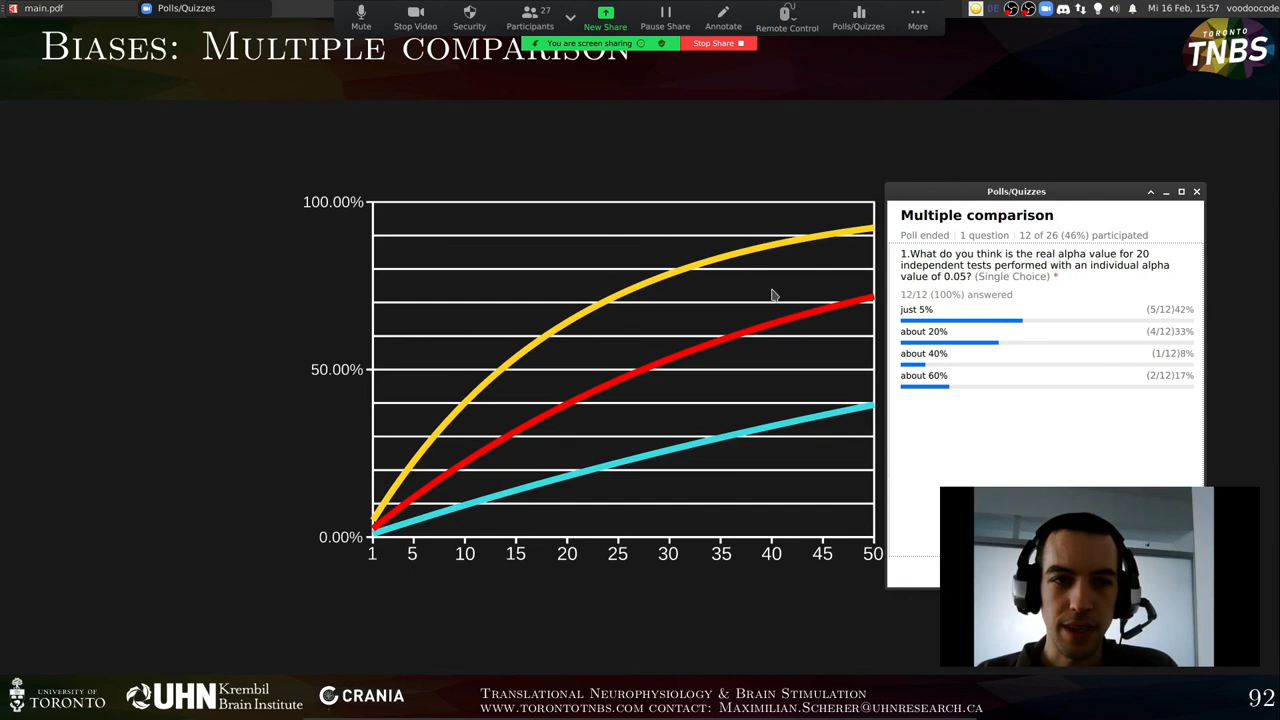 main.pdf
Polls/Quizzes
Mi 16 Feb, 15:57 voodoocode
DE
Mute
Stop Video
Security
Participants 27
New Share
Pause Share
Annotate
Remote Control
Polls/Quizzes
More
You are screen sharing
Stop Share
Biases: Multiple comparison
TORONTO
TNBS
100.00%
50.00%
0.00%
1 5 10 15 20 25 30 35 40 45 50
Polls/Quizzes
Multiple comparison
Poll ended | 1 question | 12 of 26 (46%) participated
1.What do you think is the real alpha value for 20
independent tests performed with an individual alpha
value of 0.05? (Single Choice) *
12/12 (100%) answered
just 5% (5/12)42%
about 20% (4/12)33%
about 40% (1/12)8%
about 60% (2/12)17%
UNIVERSITY OF
TORONTO
UHN Krembil
Brain Institute
CRANIA
Translational Neurophysiology & Brain Stimulation
www.torontotnbs.com contact: Maximilian.Scherer@uhnresearch.ca
92